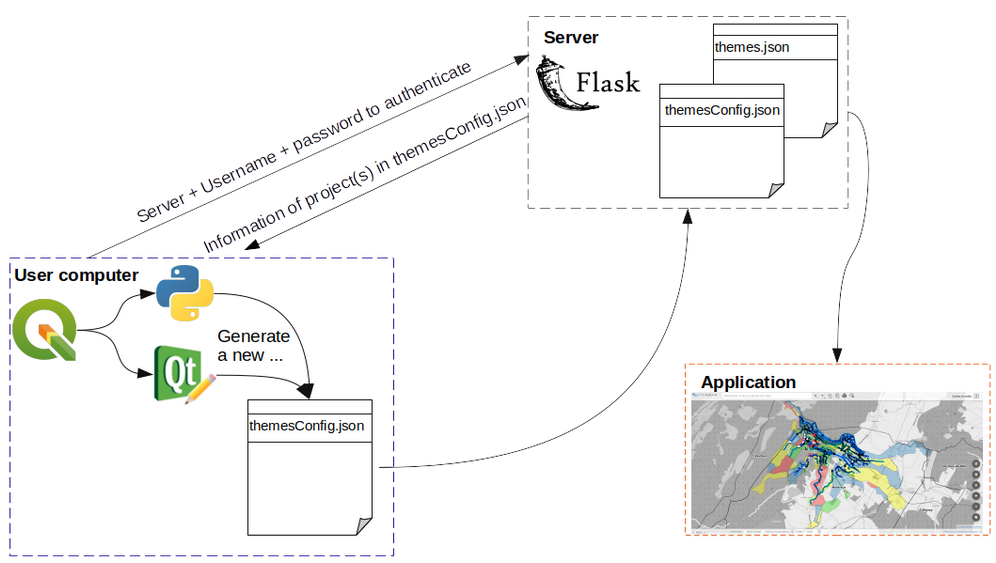 Server
Flask
themes.json
themesConfig.json
Server + Username + password to authenticate
Information of project(s) in themesConfig.json
User computer
Qt
Generate
a new ...
themesConfig.json
Application